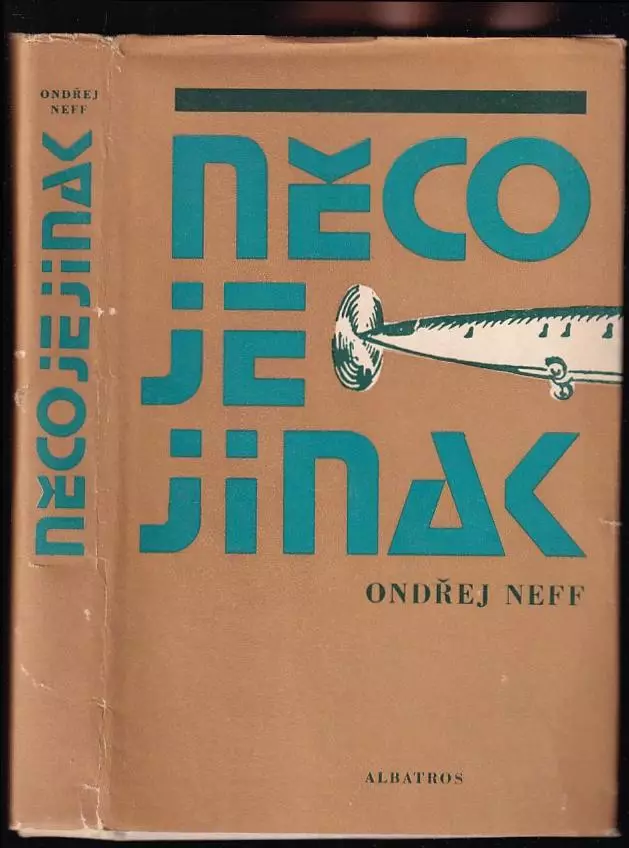 ONDŘEJ
NEFF
NĚCO JE JINAK
NĚCO
JE
JINAK
ONDŘEJ NEFF
ALBATROS